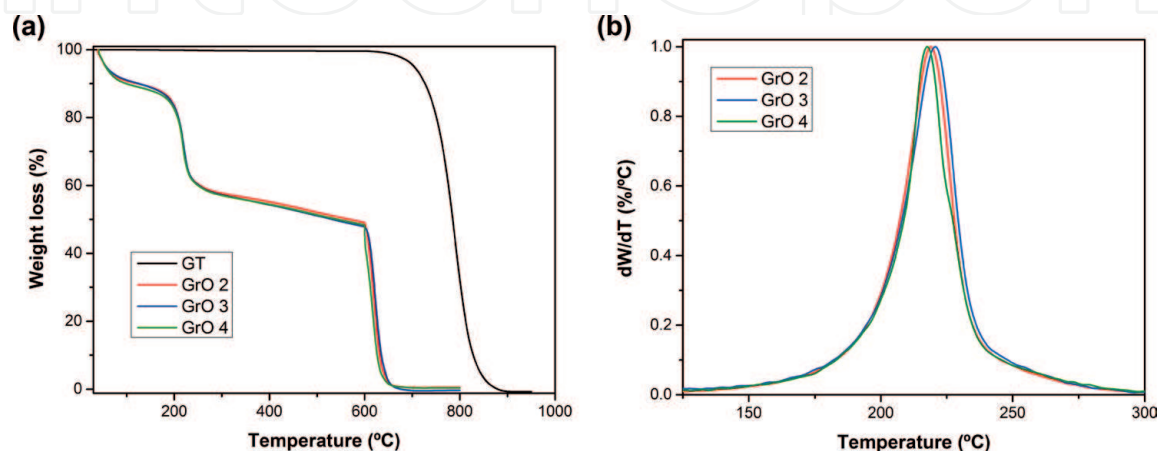 (a)
100
80
60
40
20
0
Weight loss (%)
GT
GrO 2
GrO 3
GrO 4
200 400 600 800 1000
Temperature (ºC)
(b)
1.0
0.8
0.6
0.4
0.2
0.0
dW/dT (%/ºC)
GrO 2
GrO 3
GrO 4
150 200 250 300
Temperature (ºC)